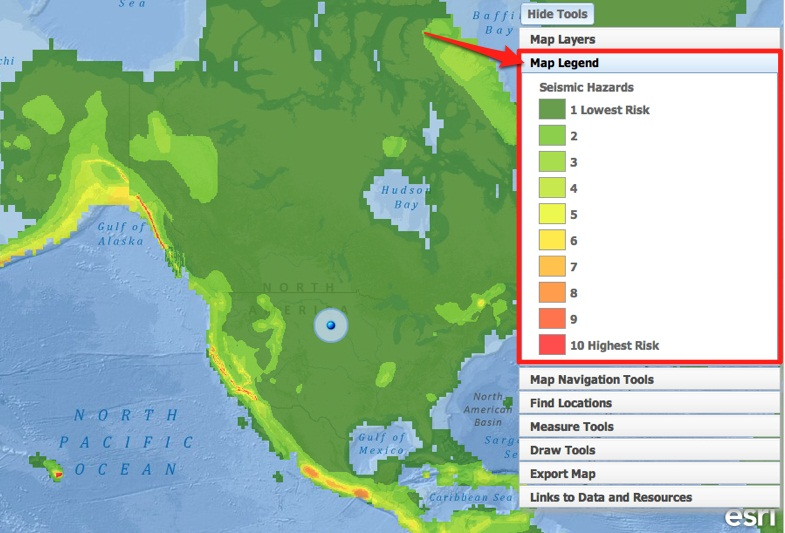 Sea
Baffi
Bay
chi
Hudson
Bay
Gulf of
Alaska
NORTH
AMERICA
NORTH
PACIFIC
OCEAN
Gulf of
Mexico
North
American
Basin
Sarg
Se
Caribbean Sea
Hide Tools
Map Layers
Map Legend
Seismic Hazards
1 Lowest Risk
2
3
4
5
6
7
8
9
10 Highest Risk
Map Navigation Tools
Find Locations
Measure Tools
Draw Tools
Export Map
Links to Data and Resources
esri